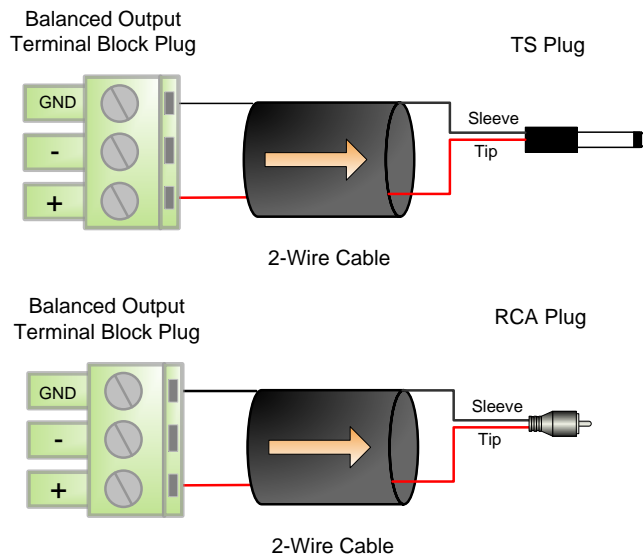 Balanced Output
Terminal Block Plug
TS Plug
GND
-
+
Sleeve
Tip
2-Wire Cable
Balanced Output
Terminal Block Plug
RCA Plug
GND
-
+
Sleeve
Tip
2-Wire Cable